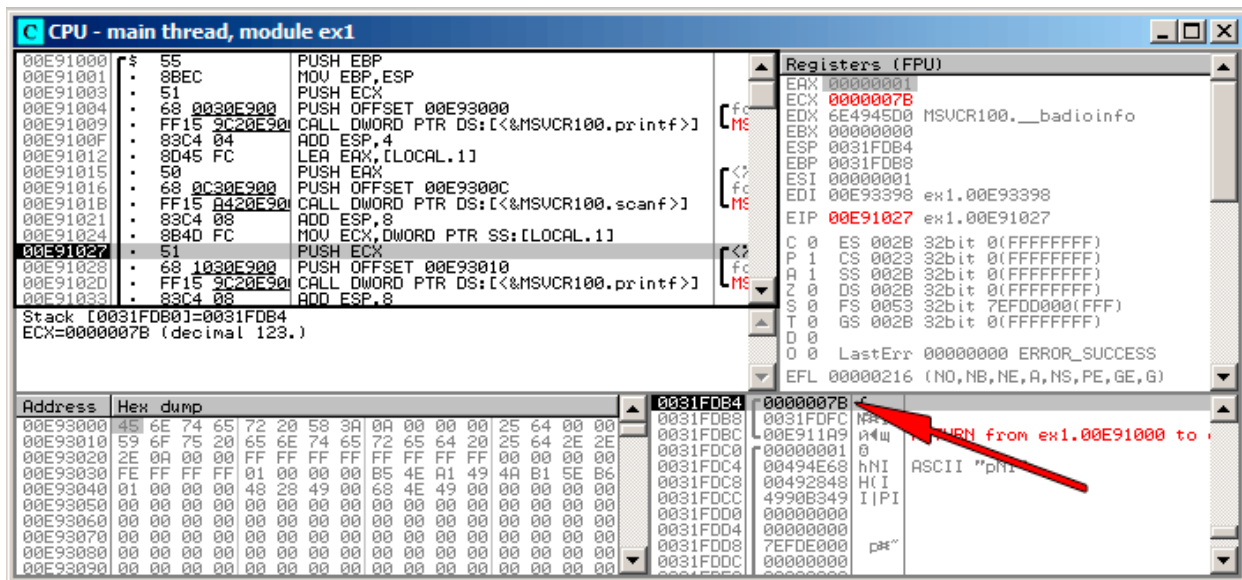 C CPU - main thread, module ex1
00E91000 $ 55 PUSH EBP
00E91001 . 8BEC MOV EBP,ESP
00E91003 . 51 PUSH ECX
00E91004 . 68 0030E900 PUSH OFFSET 00E93000
00E91009 . FF15 9C20E90 CALL DWORD PTR DS:[<&MSVCR100.printf>]
00E9100F . 83C4 04 ADD ESP,4
00E91012 . 8D45 FC LEA EAX,[LOCAL.1]
00E91015 . 50 PUSH EAX
00E91016 . 68 0C30E900 PUSH OFFSET 00E9300C
00E9101B . FF15 A420E90 CALL DWORD PTR DS:[<&MSVCR100.scanf>]
00E91021 . 83C4 08 ADD ESP,8
00E91024 . 8B4D FC MOV ECX,DWORD PTR SS:[LOCAL.1]
00E91027 . 51 PUSH ECX
00E91028 . 68 1030E900 PUSH OFFSET 00E93010
00E9102D . FF15 9C20E90 CALL DWORD PTR DS:[<&MSVCR100.printf>]
00E91033 . 83C4 08 ADD ESP,8
Stack [0031FDB0]=0031FDB4
ECX=0000007B (decimal 123.)
Registers (FPU)
EAX 00000001
ECX 0000007B
EDX 6E4945D0 MSVCR100.__badioinfo
EBX 00000000
ESP 0031FDB4
EBP 0031FDB8
ESI 00000001
EDI 00E93398 ex1.00E93398
EIP 00E91027 ex1.00E91027
C 0 ES 002B 32bit 0(FFFFFFFF)
P 1 CS 0023 32bit 0(FFFFFFFF)
A 1 SS 002B 32bit 0(FFFFFFFF)
Z 0 DS 002B 32bit 0(FFFFFFFF)
S 0 FS 0053 32bit 7EFDD000(FFF)
T 0 GS 002B 32bit 0(FFFFFFFF)
D 0
O 0 LastErr 00000000 ERROR_SUCCESS
EFL 00000216 (NO,NB,NE,A,NS,PE,GE,G)
Address Hex dump
00E93000 45 6E 74 65 72 20 58 3A 0A 00 00 00 25 64 00 00
00E93010 59 6F 75 20 65 6E 74 65 72 65 64 20 25 64 2E 2E
00E93020 2E 0A 00 00 FF FF FF FF FF FF FF FF FF FF 00 00
00E93030 FE FF FF FF 01 00 00 00 B5 4E A1 49 4A B1 5E B6
00E93040 01 00 00 00 48 28 49 00 68 4E 49 00 00 00 00 00
00E93050 00 00 00 00 00 00 00 00 00 00 00 00 00 00 00 00
00E93060 00 00 00 00 00 00 00 00 00 00 00 00 00 00 00 00
00E93070 00 00 00 00 00 00 00 00 00 00 00 00 00 00 00 00
00E93080 00 00 00 00 00 00 00 00 00 00 00 00 00 00 00 00
00E93090 00 00 00 00 00 00 00 00 00 00 00 00 00 00 00 00
0031FDB4 0000007B {
0031FDB8 0031FDFC
0031FDBC 00E911A9 RETURN from ex1.00E91000 to
0031FDC0 00000001
0031FDC4 00494E68 hNI ASCII "pNI
0031FDC8 00492848 H(I
0031FDCC 4990B349 I|PI
0031FDD0 00000000
0031FDD4 00000000
0031FDD8 7EFDE000
0031FDDC 00000000